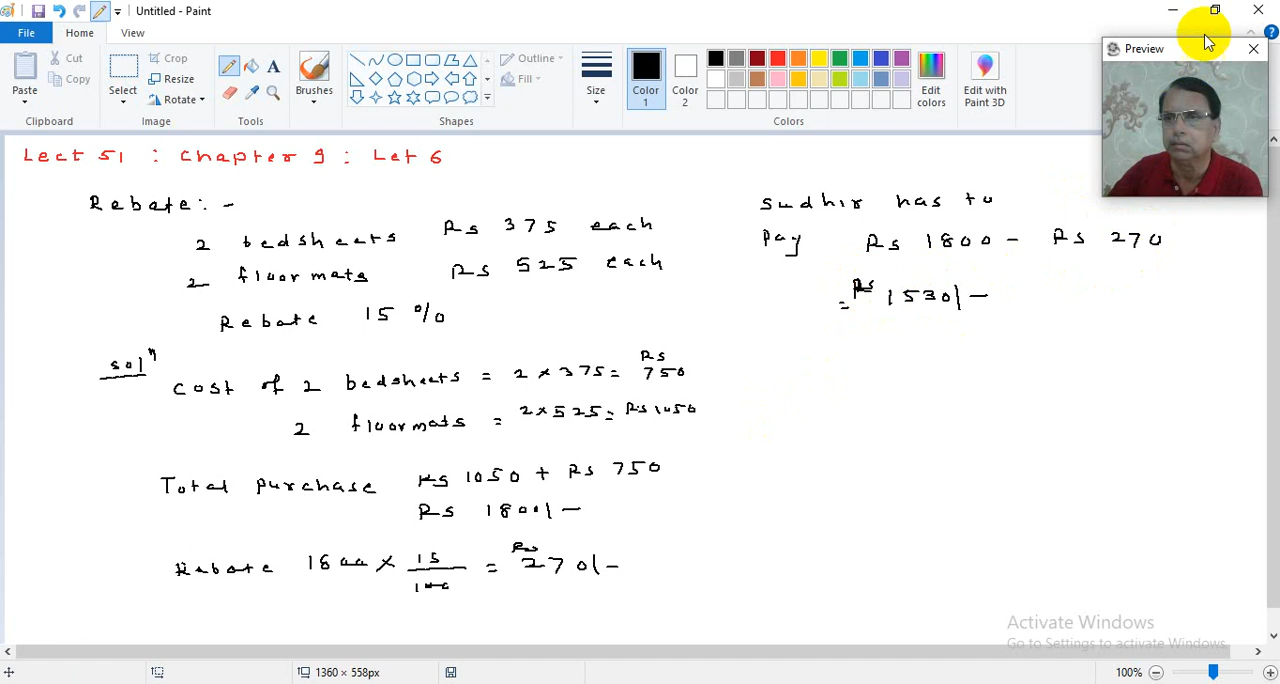 Untitled - Paint
File Home View
Paste
Cut
Copy
Clipboard
Select
Crop
Resize
Rotate
Image
Tools
Brushes
Shapes
Outline
Fill
Size
Color 1
Color 2
Colors
Edit colors
Edit with Paint 3D
Preview
Lect 51 : Chapter 9 : Let 6
Rebate:-
2 bedsheets Rs 375 each
2 floor mats Rs 525 each
Rebate 15 %
Solⁿ
Cost of 2 bedsheets = 2 × 375 = Rs 750
2 floormats = 2 × 525 = Rs 1050
Total purchase Rs 1050 + Rs 750
Rs 1800/-
Rebate 1800 × 15/100 = Rs 270/-
Sudhir has to
Pay Rs 1800 - Rs 270
= Rs 1530/-
Activate Windows
Go to Settings to activate Windows.
1360 × 558px
100%